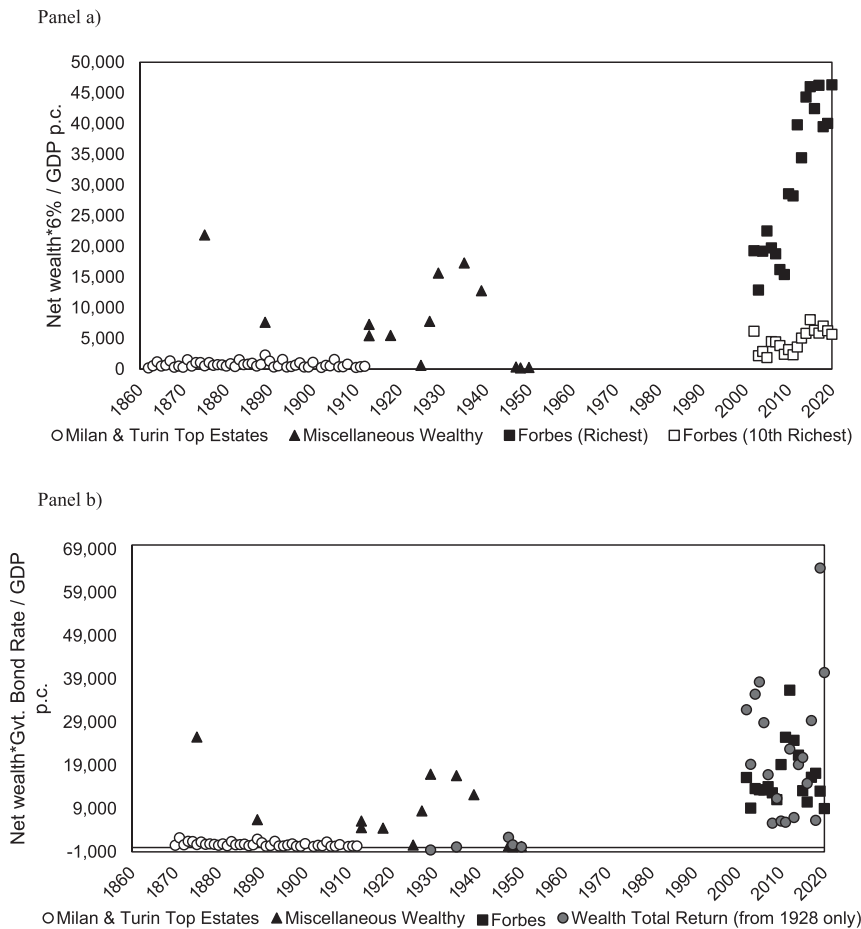 Panel a)
Net wealth*6% / GDP p.c.
50,000
45,000
40,000
35,000
30,000
25,000
20,000
15,000
10,000
5,000
0
1860 1870 1880 1890 1900 1910 1920 1930 1940 1950 1960 1970 1980 1990 2000 2010 2020
Milan & Turin Top Estates Miscellaneous Wealthy Forbes (Richest) Forbes (10th Richest)
Panel b)
Net wealth*Gvt. Bond Rate / GDP
p.c.
69,000
59,000
49,000
39,000
29,000
19,000
9,000
-1,000
1860 1870 1880 1890 1900 1910 1920 1930 1940 1950 1960 1970 1980 1990 2000 2010 2020
Milan & Turin Top Estates Miscellaneous Wealthy Forbes Wealth Total Return (from 1928 only)